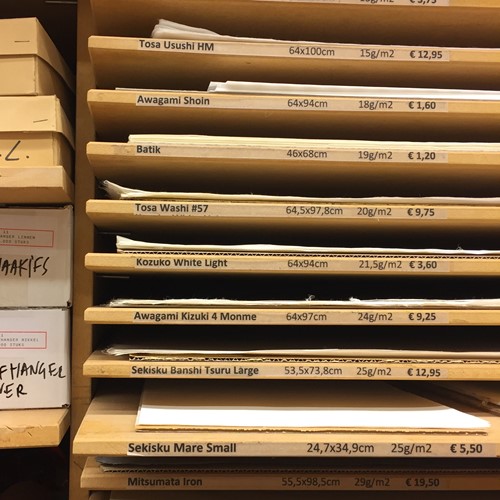 Tosa Usushi HM 64x100cm 15g/m2 € 12,95
Awagami Shoin 64x94cm 18g/m2 € 1,60
Batik 46x68cm 19g/m2 € 1,20
Tosa Washi #57 64,5x97,8cm 20g/m2 € 9,75
Kozuko White Light 64x94cm 21,5g/m2 € 3,60
Awagami Kizuki 4 Monme 64x97cm 24g/m2 € 9,25
Sekisku Banshi Tsuru Large 53,5x73,8cm 25g/m2 € 12,95
Sekisku Mare Small 24,7x34,9cm 25g/m2 € 5,50
Mitsumata Iron 55,5x98,5cm 29g/m2 € 19,50
L.
STUKS
AAKJES
STUKS
FHANGER
VER